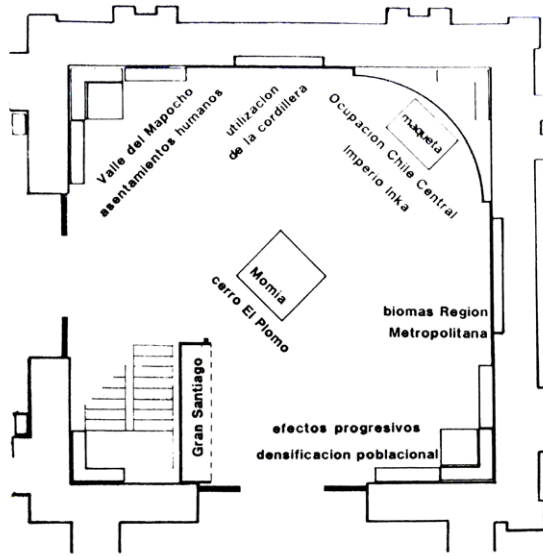 Valle del Mapocho
asentamientos humanos
utilizacion
de la cordillera
maqueta
Ocupacion Chile Central
Imperio Inka
Momia
cerro El Plomo
biomas Region
Metropolitana
Gran Santiago
efectos progresivos
densificacion poblacional